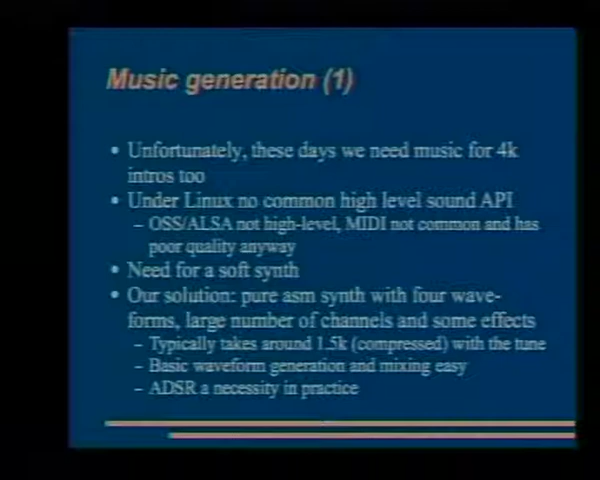 Music generation (1)
• Unfortunately, these days we need music for 4k
intros too
• Under Linux no common high level sound API
– OSS/ALSA not high-level, MIDI not common and has
poor quality anyway
• Need for a soft synth
• Our solution: pure asm synth with four wave-
forms, large number of channels and some effects
– Typically takes around 1.5k (compressed) with the tune
– Basic waveform generation and mixing easy
– ADSR a necessity in practice